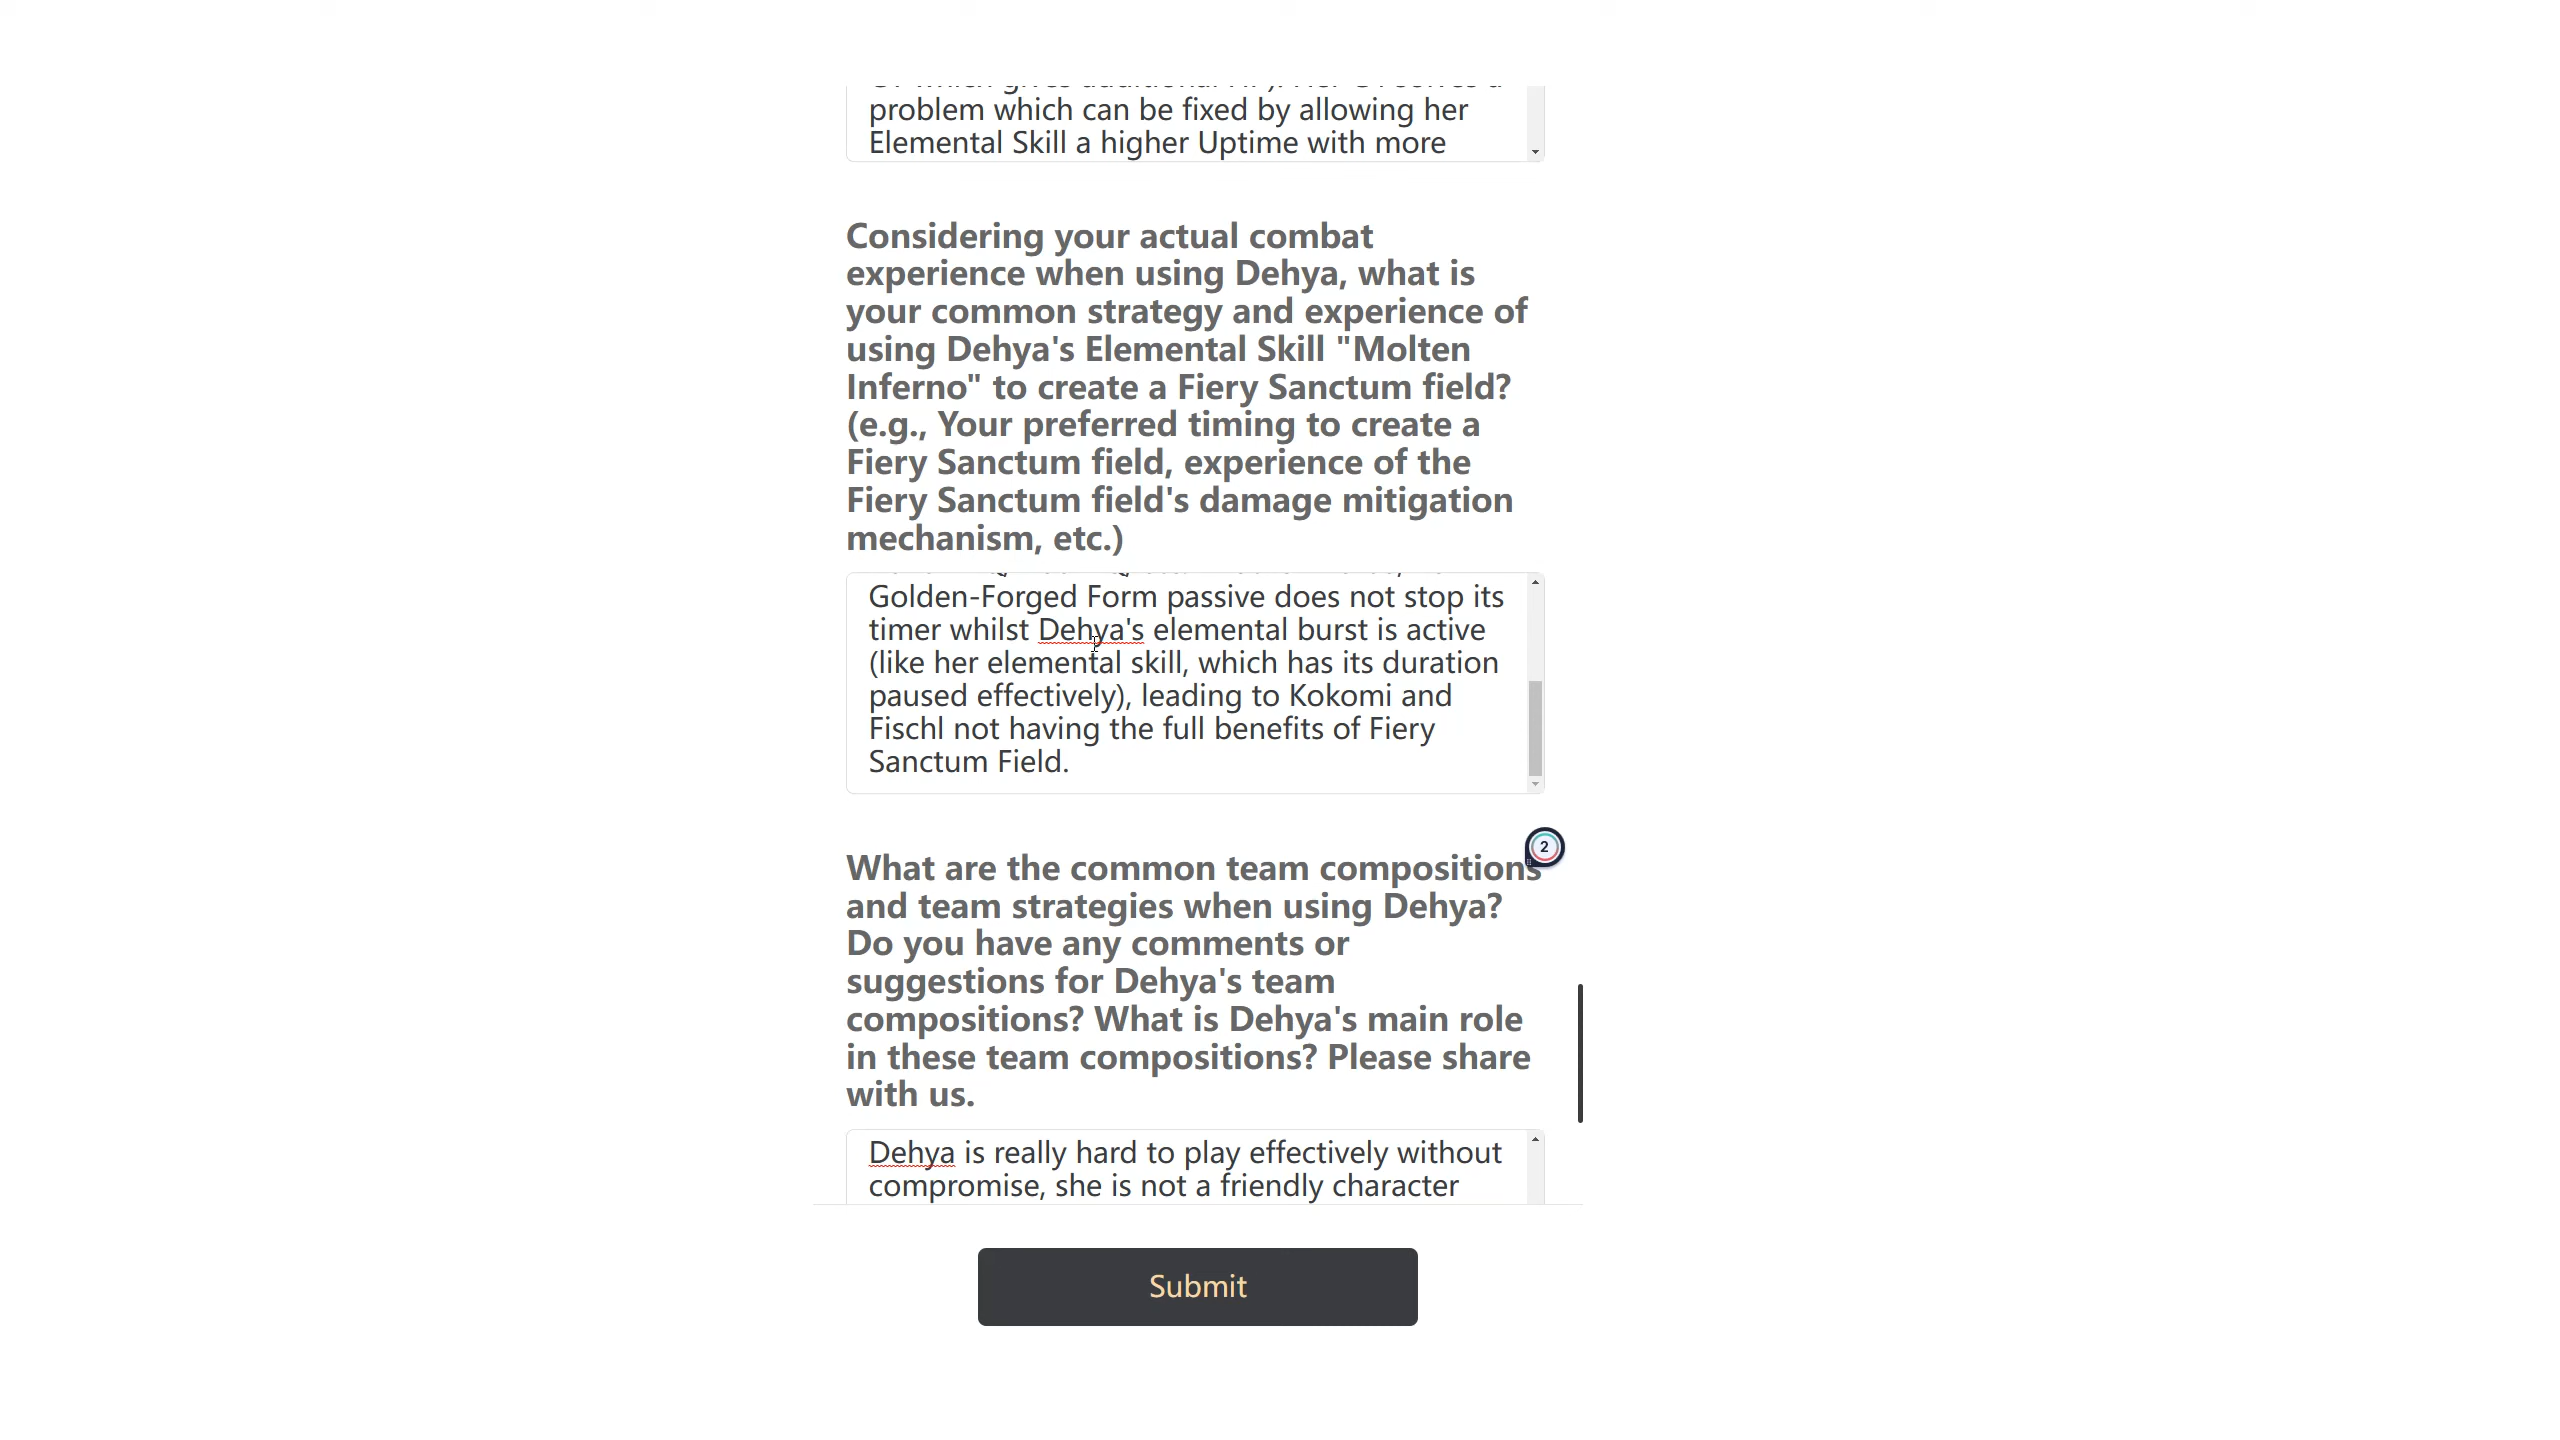 problem which can be fixed by allowing her
Elemental Skill a higher Uptime with more
Considering your actual combat
experience when using Dehya, what is
your common strategy and experience of
using Dehya's Elemental Skill "Molten
Inferno" to create a Fiery Sanctum field?
(e.g., Your preferred timing to create a
Fiery Sanctum field, experience of the
Fiery Sanctum field's damage mitigation
mechanism, etc.)
Golden-Forged Form passive does not stop its
timer whilst Dehya's elemental burst is active
(like her elemental skill, which has its duration
paused effectively), leading to Kokomi and
Fischl not having the full benefits of Fiery
Sanctum Field.
2
What are the common team compositions
and team strategies when using Dehya?
Do you have any comments or
suggestions for Dehya's team
compositions? What is Dehya's main role
in these team compositions? Please share
with us.
Dehya is really hard to play effectively without
compromise, she is not a friendly character
Submit